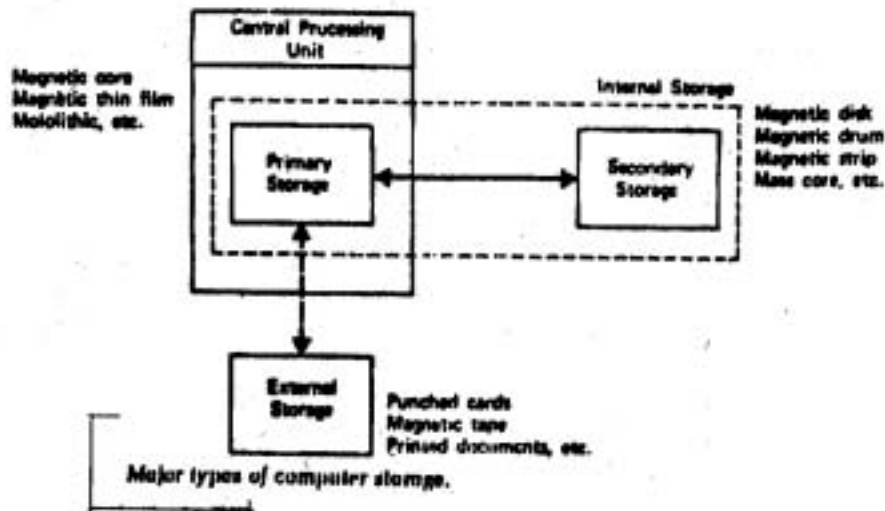 Central Processing
Unit
Magnetic core
Magnetic thin film
Mololithic, etc.
Internal Storage
Magnetic disk
Magnetic drum
Magnetic strip
Mass core, etc.
Primary
Storage
Secondary
Storage
External
Storage
Punched cards
Magnetic tape
Printed documents, etc.
Major types of computer storage.